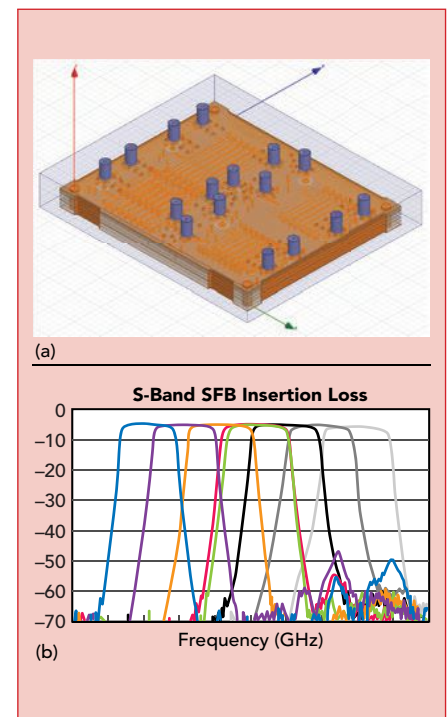 (a)
S-Band SFB Insertion Loss
0
–10
–20
–30
–40
–50
–60
–70
Frequency (GHz)
(b)